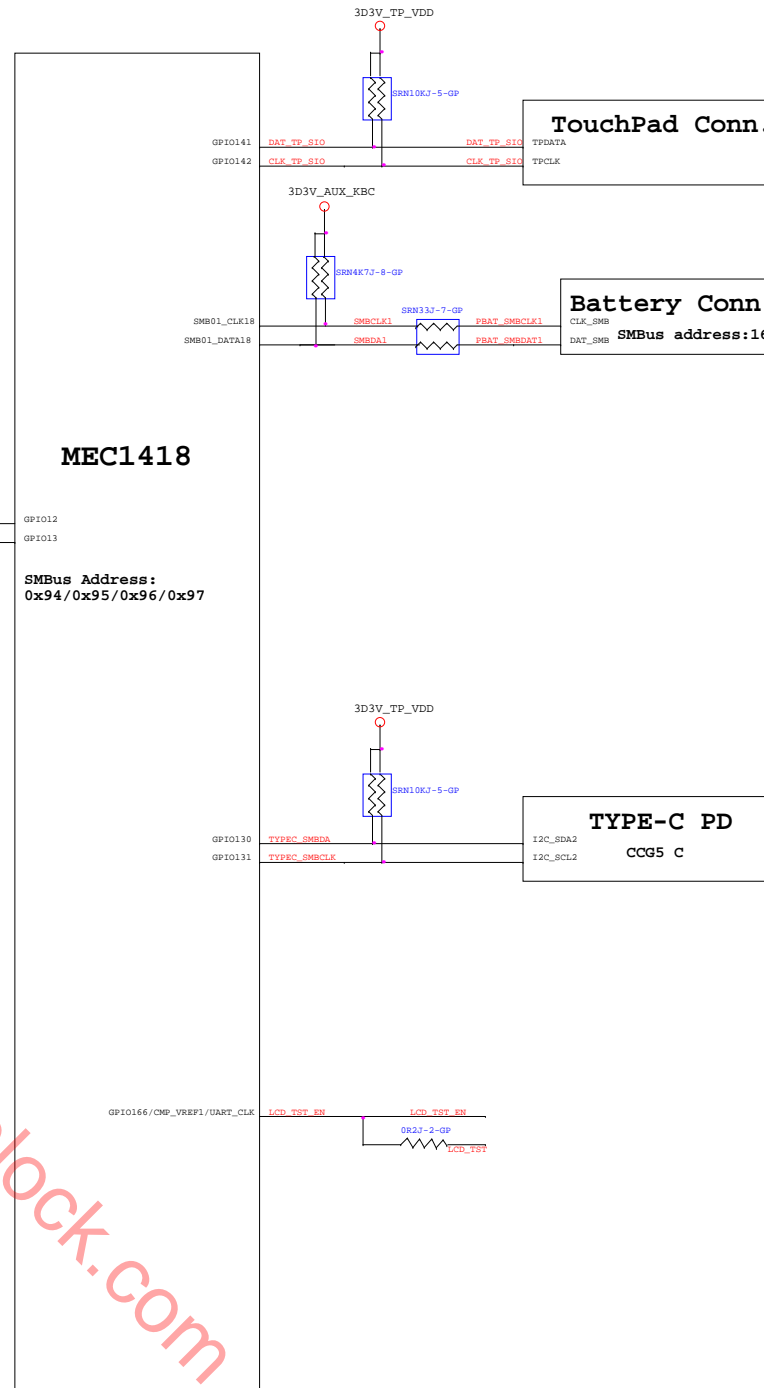 3D3V_TP_VDD
SRN10KJ-5-GP
TouchPad Conn.
GPIO141 DAT_TP_SIO DAT_TP_SIO TPDATA
GPIO142 CLK_TP_SIO CLK_TP_SIO TPCLK
3D3V_AUX_KBC
SRN4K7J-8-GP
SRN33J-7-GP
Battery Conn
SMB01_CLK18 SMBCLK1 PBAT_SMBCLK1 CLK_SMB
SMB01_DATA18 SMBDA1 PBAT_SMBDAT1 DAT_SMB SMBus address:16
MEC1418
GPIO12
GPIO13
SMBus Address:
0x94/0x95/0x96/0x97
3D3V_TP_VDD
SRN10KJ-5-GP
TYPE-C PD
GPIO130 TYPEC_SMBDA I2C_SDA2
GPIO131 TYPEC_SMBCLK I2C_SCL2
CCG5 C
GPIO166/CMP_VREF1/UART_CLK LCD_TST_EN LCD_TST_EN
0R2J-2-GP
LCD_TST
lock.com